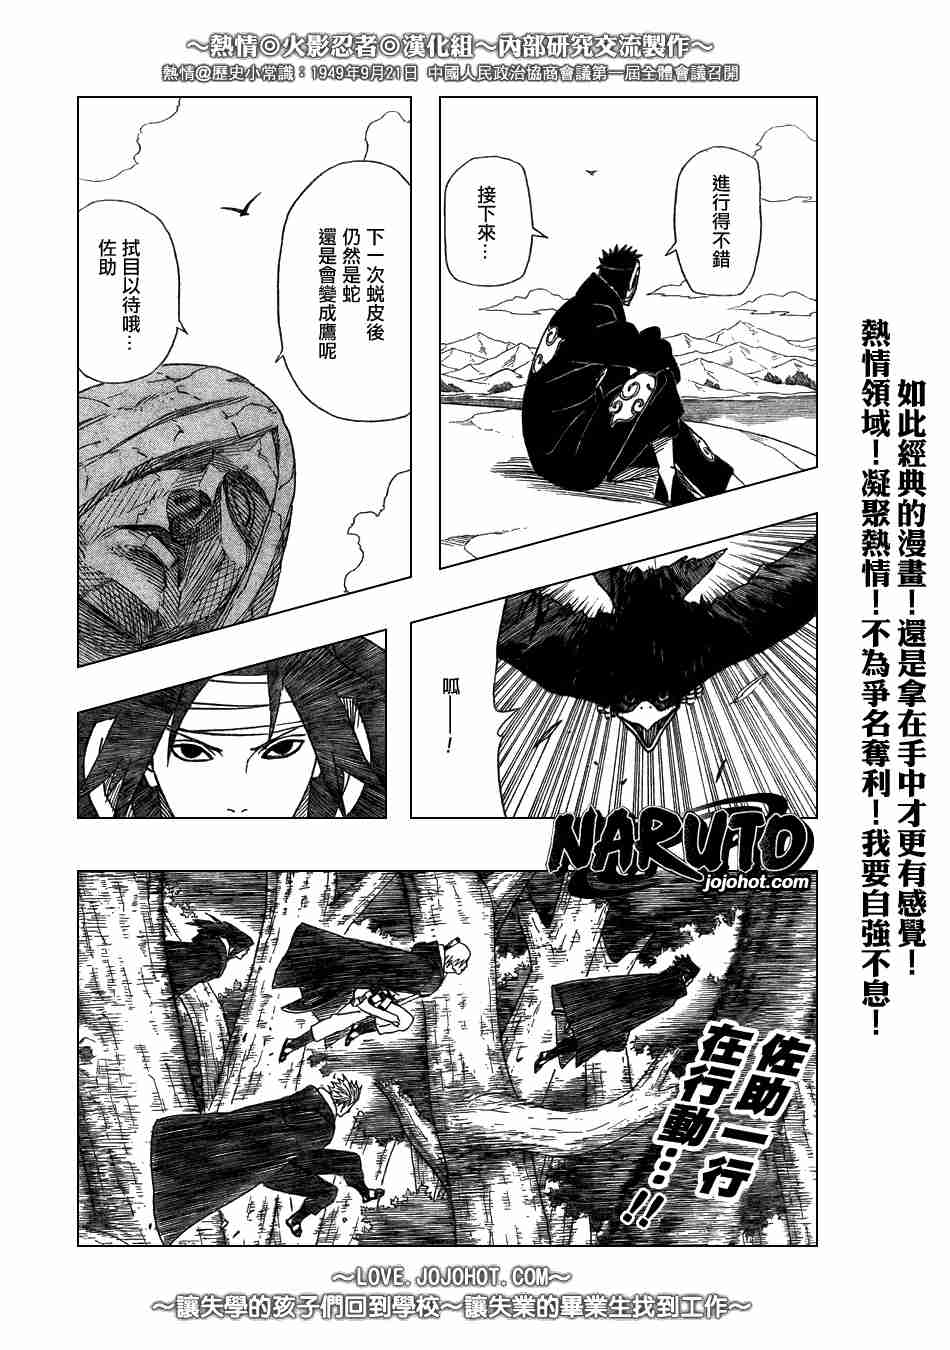 ～熱情◎火影忍者◎漢化組～內部研究交流製作～
熱情@歷史小常識：1949年9月21日 中國人民政治協商會議第一屆全體會議召開
進行得不錯
接下來…
下一次蛻皮後
仍然是蛇
還是會變成鷹呢
拭目以待哦…
佐助
呱——！
NARUTO
jojohot.com
佐助一行
在行動…!!
如此經典的漫畫！還是拿在手中才更有感覺！
熱情領域！凝聚熱情！不為爭名奪利！我要自強不息！
～LOVE.JOJOHOT.COM～
～讓失學的孩子們回到學校～讓失業的畢業生找到工作～